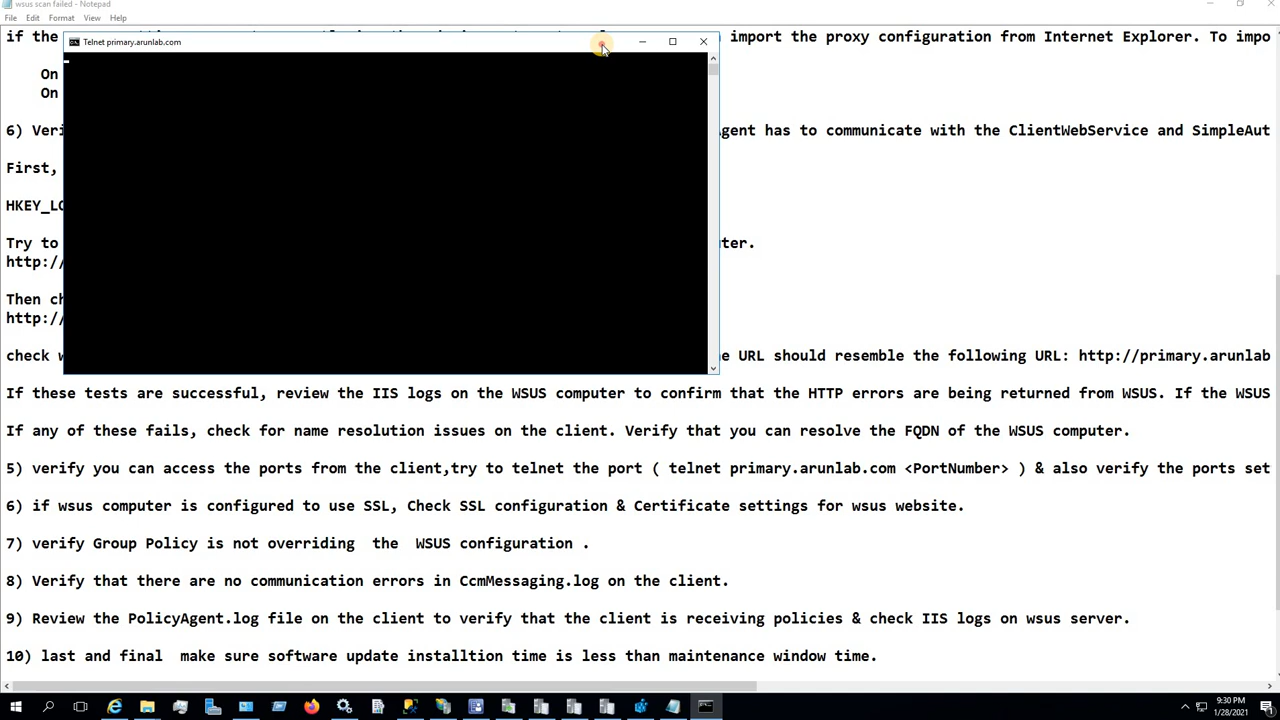 wsus scan failed - Notepad
File Edit Format View Help
if the
import the proxy configuration from Internet Explorer. To impo
Telnet primary.arunlab.com
On
On
6) Veri
gent has to communicate with the ClientWebService and SimpleAut
First,
HKEY_LO
Try to
ter.
http://
Then ch
http://
check w
e URL should resemble the following URL: http://primary.arunlab
If these tests are successful, review the IIS logs on the WSUS computer to confirm that the HTTP errors are being returned from WSUS. If the WSUS
If any of these fails, check for name resolution issues on the client. Verify that you can resolve the FQDN of the WSUS computer.
5) verify you can access the ports from the client,try to telnet the port ( telnet primary.arunlab.com <PortNumber> ) & also verify the ports set
6) if wsus computer is configured to use SSL, Check SSL configuration & Certificate settings for wsus website.
7) verify Group Policy is not overriding  the  WSUS configuration .
8) Verify that there are no communication errors in CcmMessaging.log on the client.
9) Review the PolicyAgent.log file on the client to verify that the client is receiving policies & check IIS logs on wsus server.
10) last and final  make sure software update installtion time is less than maintenance window time.
9:30 PM
1/28/2021